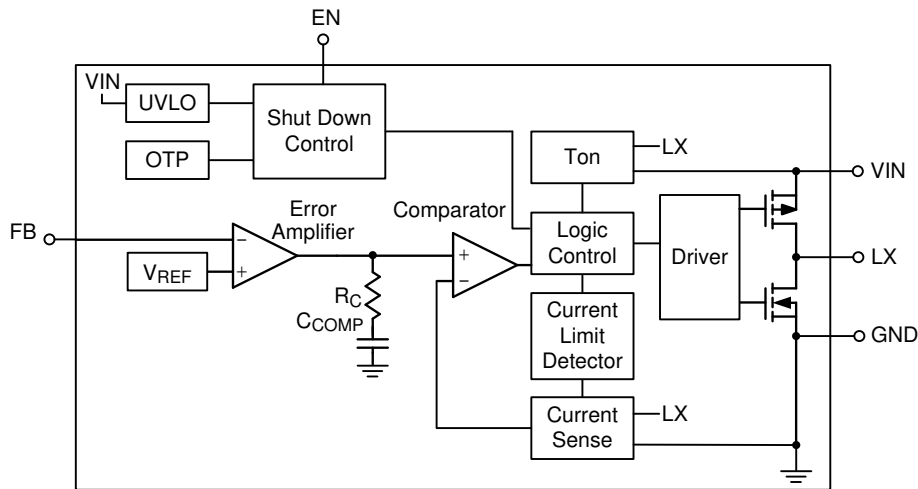 EN
VIN
UVLO
Shut Down
Control
OTP
Ton
LX
VIN
Error
Amplifier
Comparator
FB
−
+
VREF
+
−
Logic
Control
Driver
LX
RC
CCOMP
Current
Limit
Detector
GND
Current
Sense
LX